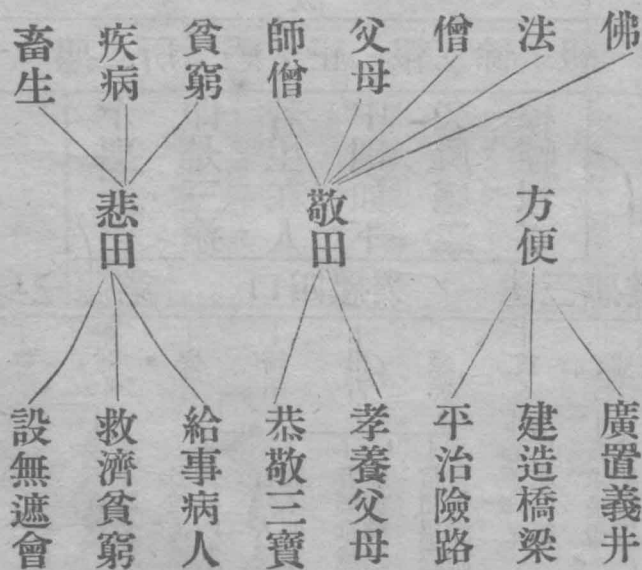 佛
法
僧
父母
師僧
貧窮
疾病
畜生
方便
敬田
悲田
廣置義井
建造橋梁
平治險路
孝養父母
恭敬三寶
給事病人
救濟貧窮
設無遮會